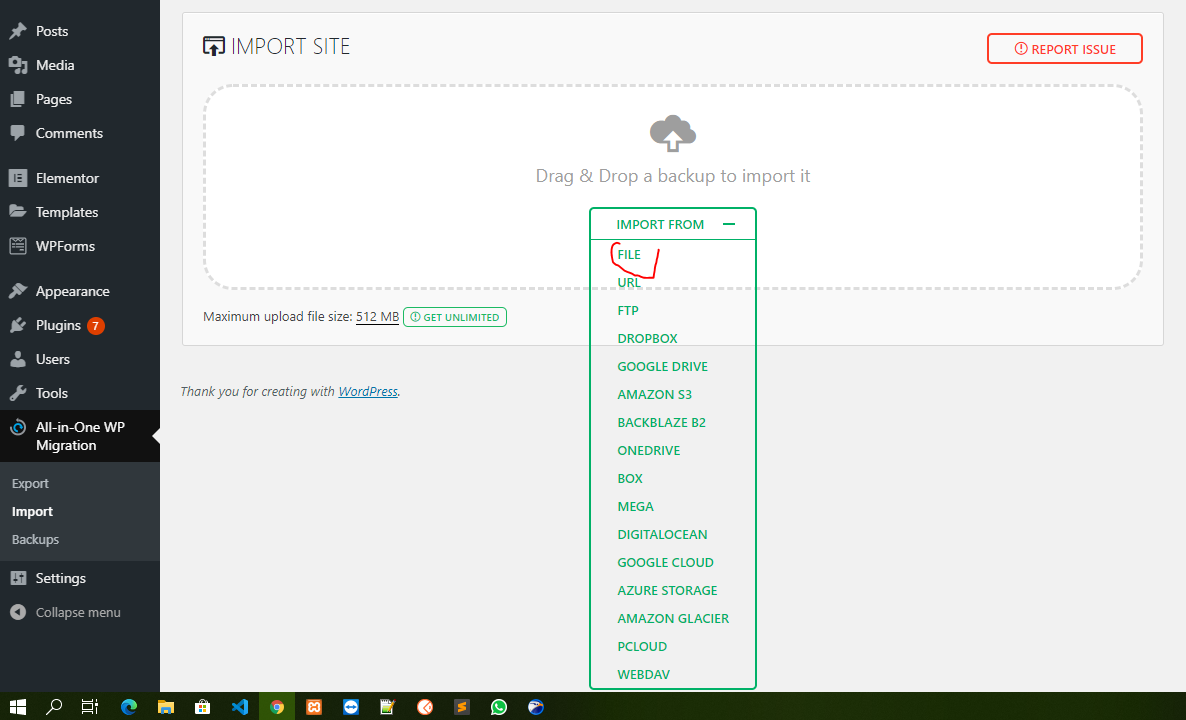 Posts
Media
Pages
Comments
Elementor
Templates
WPForms
Appearance
Plugins 7
Users
Tools
All-in-One WP
Migration
Export
Import
Backups
Settings
Collapse menu
IMPORT SITE
REPORT ISSUE
Drag & Drop a backup to import it
IMPORT FROM
FILE
URL
FTP
DROPBOX
GOOGLE DRIVE
AMAZON S3
BACKBLAZE B2
ONEDRIVE
BOX
MEGA
DIGITALOCEAN
GOOGLE CLOUD
AZURE STORAGE
AMAZON GLACIER
PCLOUD
WEBDAV
Maximum upload file size: 512 MB GET UNLIMITED
Thank you for creating with WordPress.